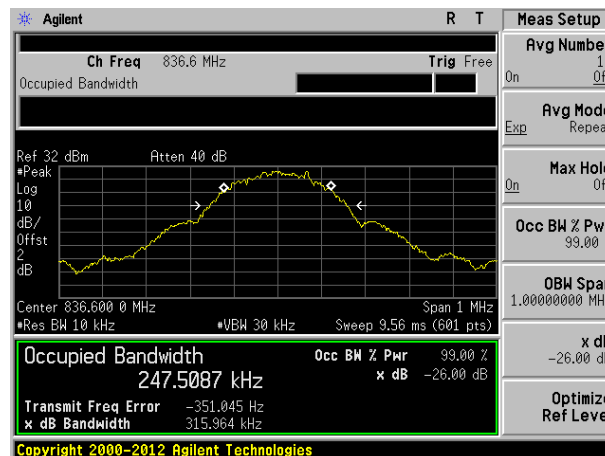 Agilent R T
Ch Freq 836.6 MHz Trig Free
Occupied Bandwidth
Ref 32 dBm Atten 40 dB
#Peak
Log
10
dB/
Offst
2
dB
Center 836.600 0 MHz Span 1 MHz
#Res BW 10 kHz #VBW 30 kHz Sweep 9.56 ms (601 pts)
Occupied Bandwidth Occ BW % Pwr 99.00 %
247.5087 kHz x dB -26.00 dB
Transmit Freq Error -351.045 Hz
x dB Bandwidth 315.964 kHz
Copyright 2000-2012 Agilent Technologies
Meas Setup
Avg Numbe
1
On Of
Avg Mode
Exp Repea
Max Hol
On Of
Occ BW % Pw
99.00
OBW Spa
1.00000000 MH
x d
-26.00 d
Optimiz
Ref Leve